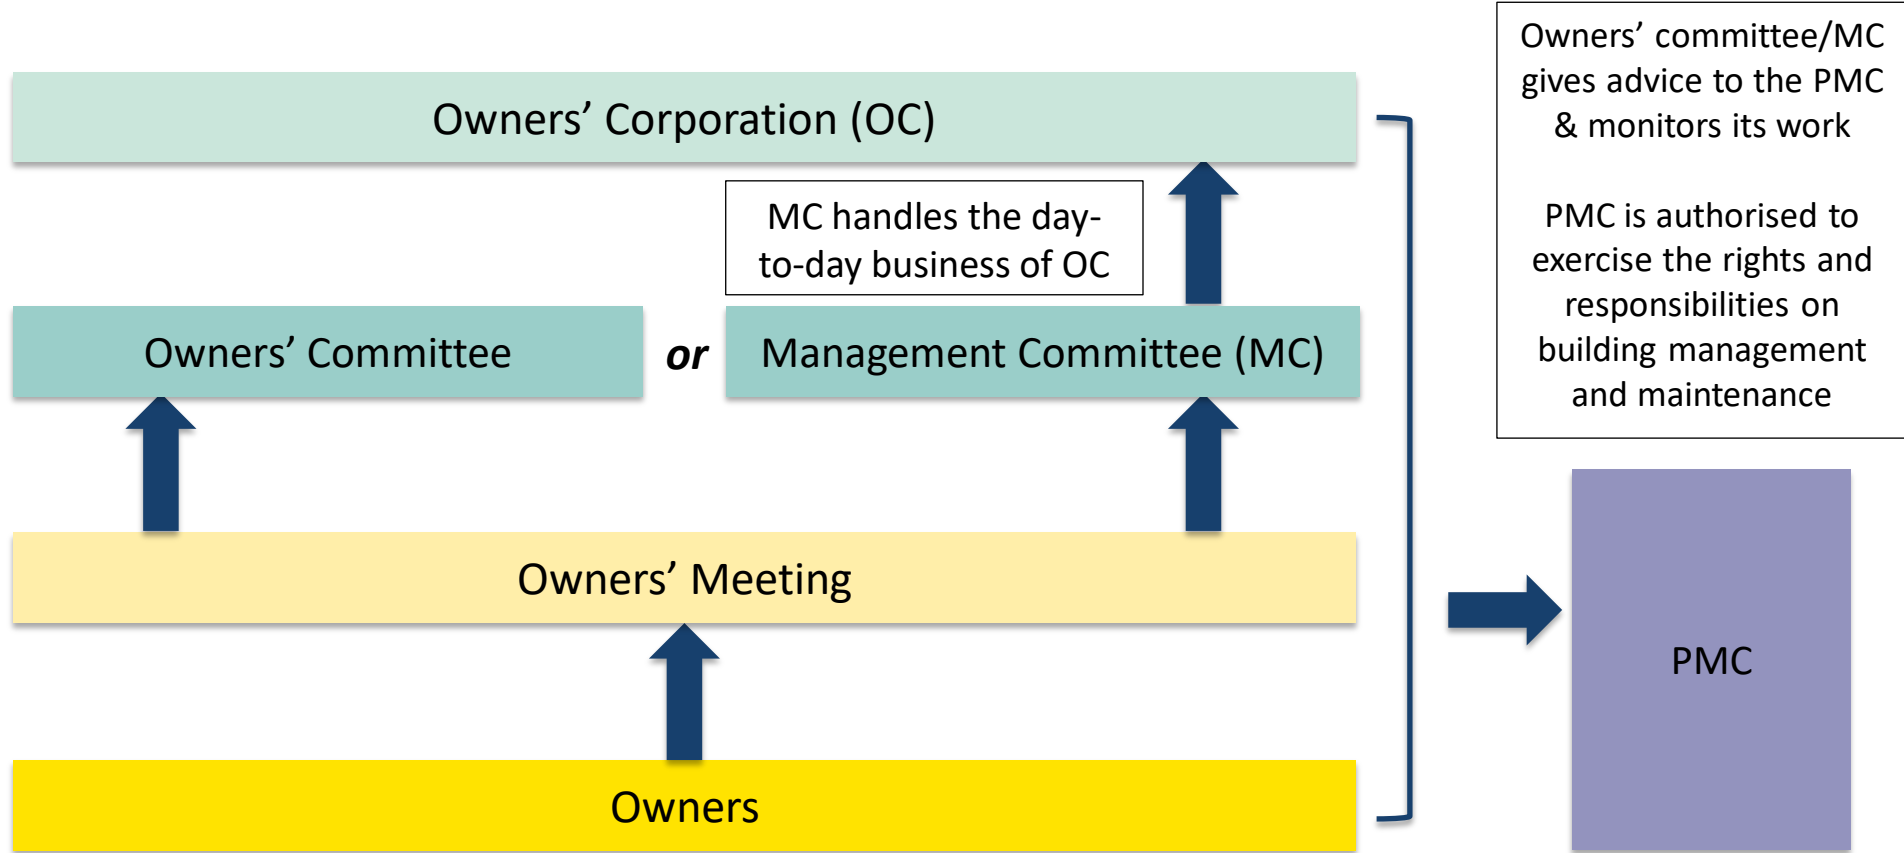 Owners’ Corporation (OC)
MC handles the day-
to-day business of OC
Owners’ Committee
or
Management Committee (MC)
Owners’ Meeting
Owners
Owners’ committee/MC
gives advice to the PMC
& monitors its work
PMC is authorised to
exercise the rights and
responsibilities on
building management
and maintenance
PMC